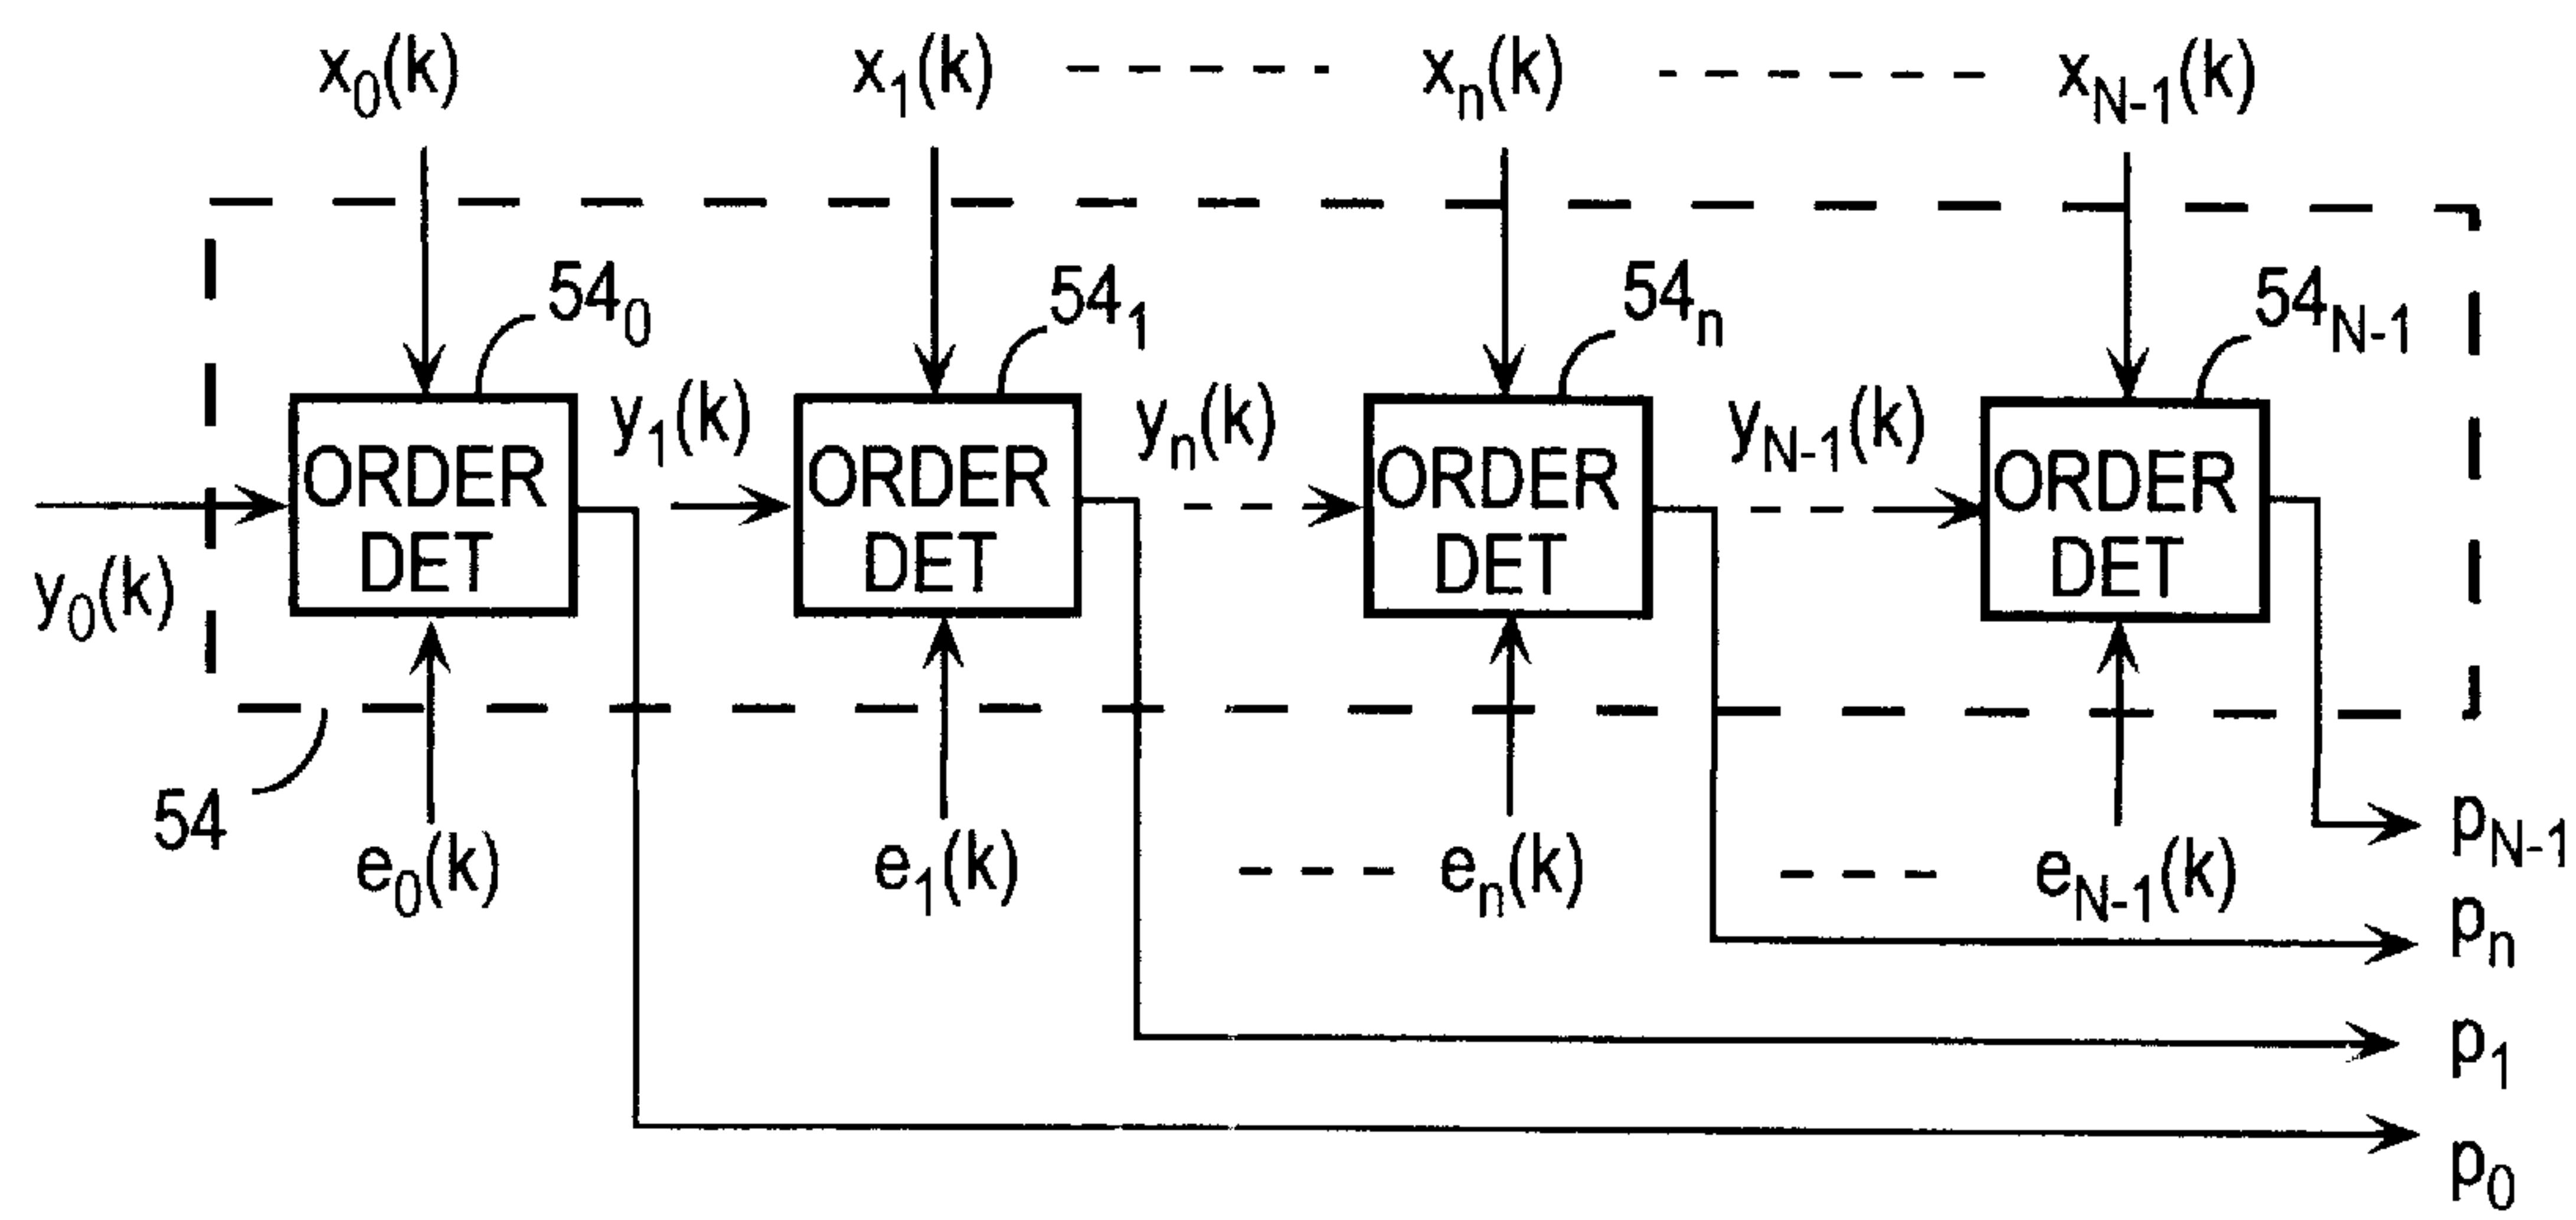 x0(k) x1(k) xn(k) xN-1(k)
540 541 54n 54N-1
y1(k) yn(k) yN-1(k)
ORDER DET
ORDER DET
ORDER DET
ORDER DET
y0(k)
54
e0(k) e1(k) en(k) eN-1(k)
pN-1
pn
p1
p0